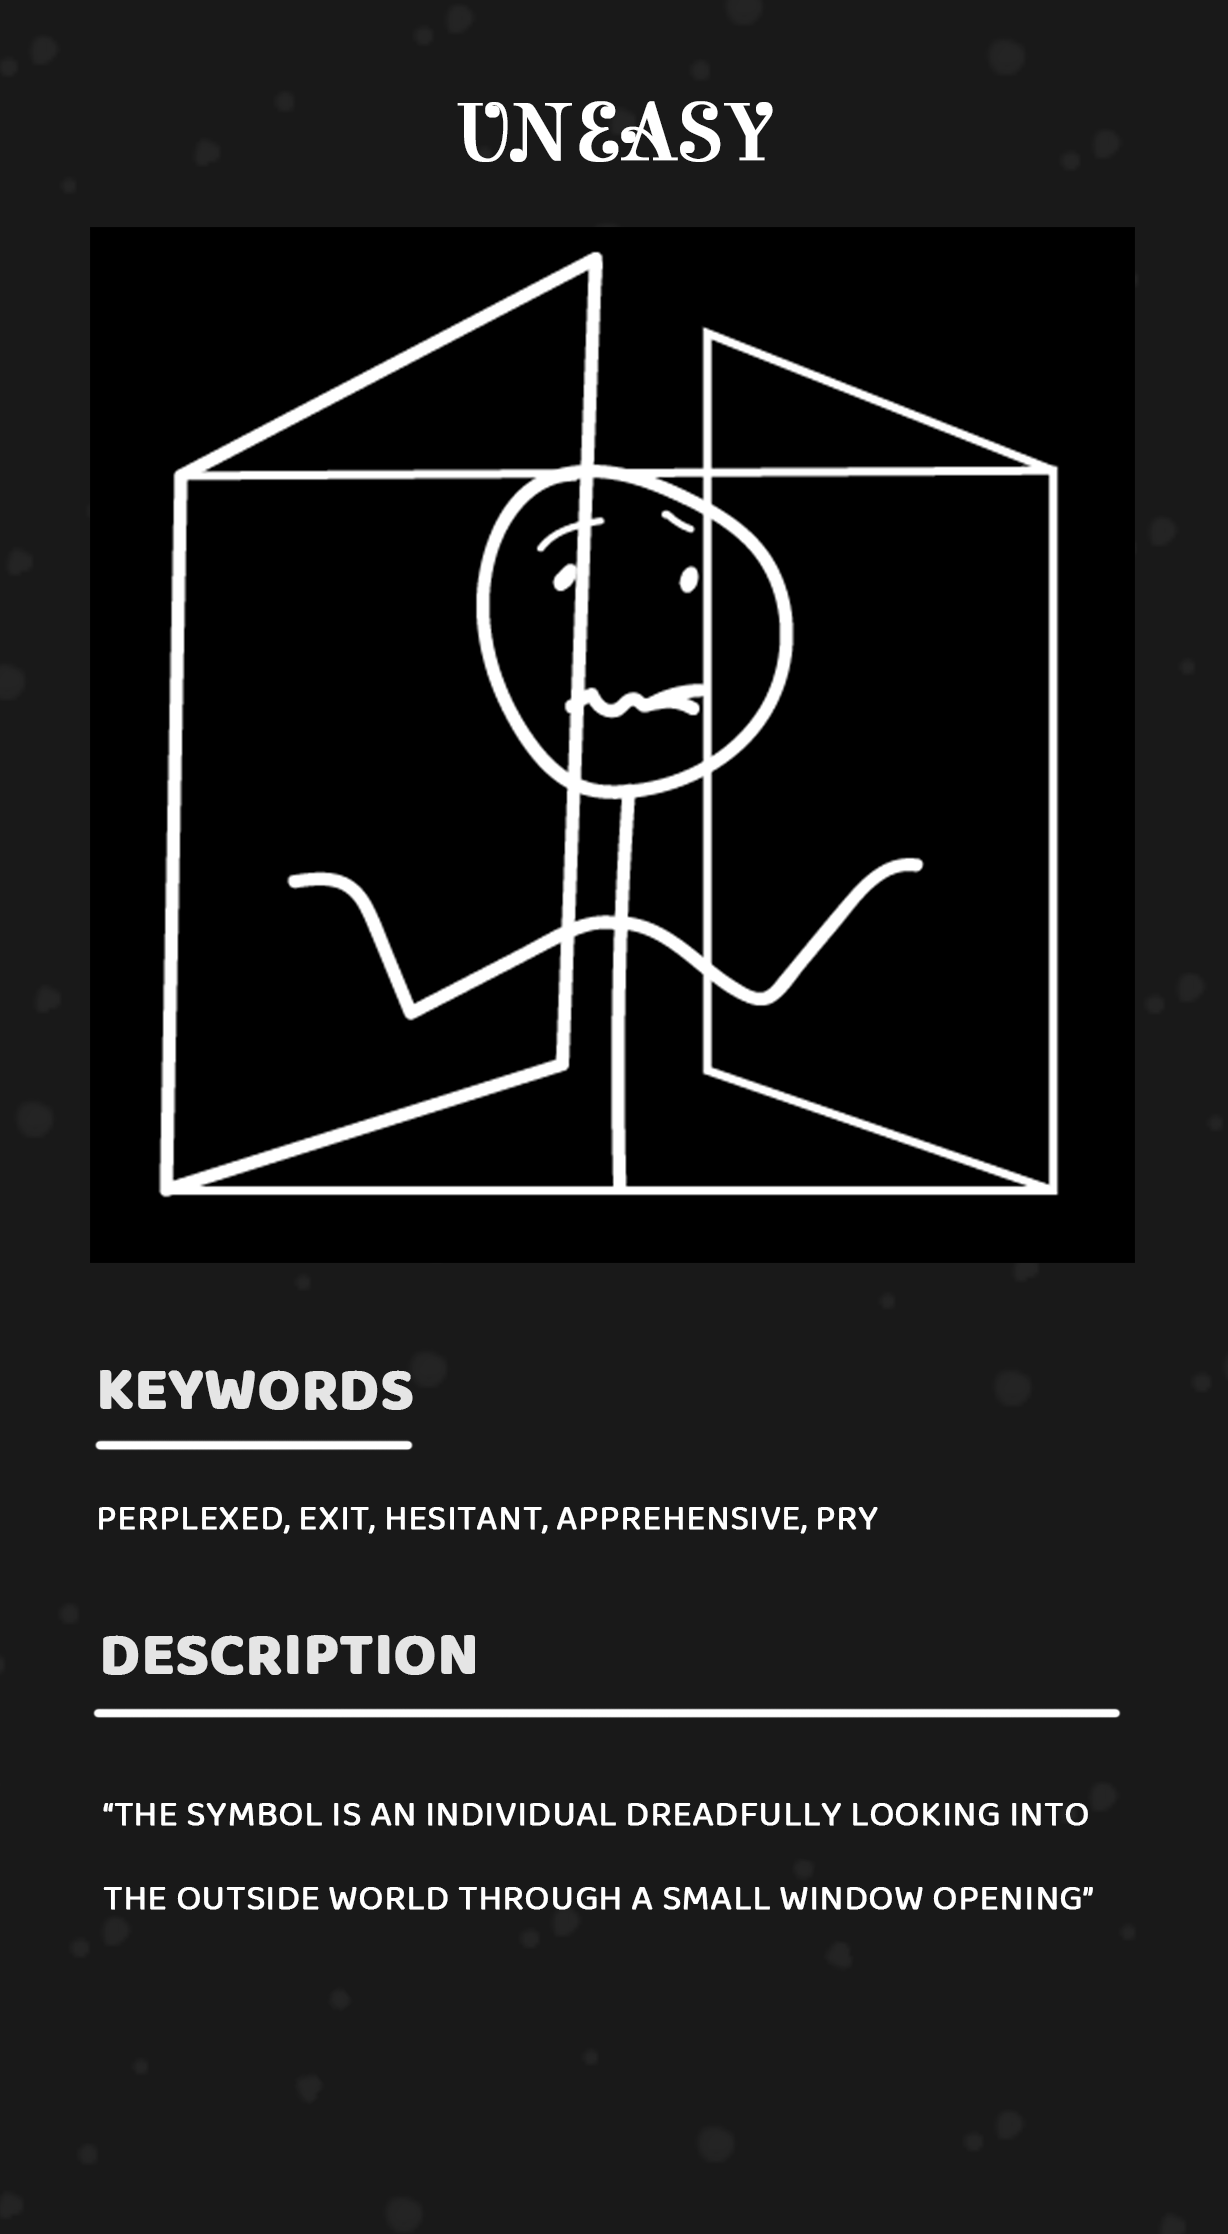 UNEASY
KEYWORDS
PERPLEXED, EXIT, HESITANT, APPREHENSIVE, PRY
DESCRIPTION
“THE SYMBOL IS AN INDIVIDUAL DREADFULLY LOOKING INTO
THE OUTSIDE WORLD THROUGH A SMALL WINDOW OPENING”